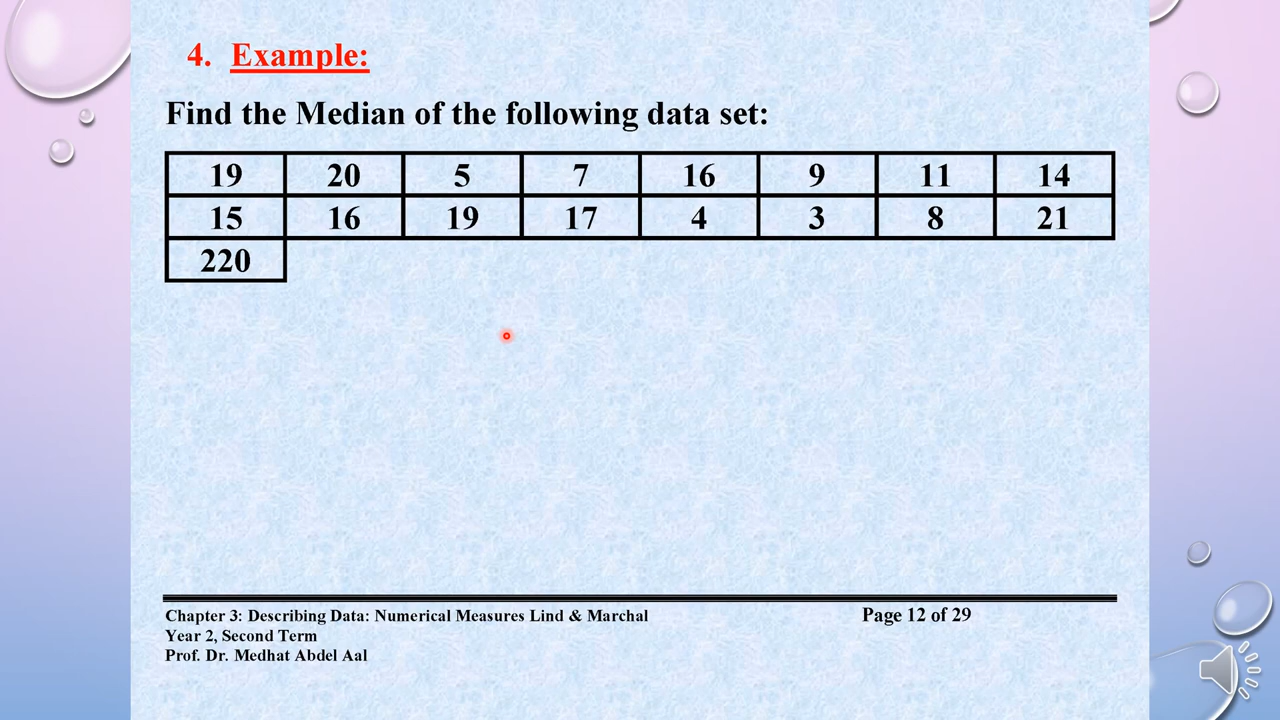 4. Example:
Find the Median of the following data set:
19 20 5 7 16 9 11 14
15 16 19 17 4 3 8 21
220
Chapter 3: Describing Data: Numerical Measures Lind & Marchal Page 12 of 29
Year 2, Second Term
Prof. Dr. Medhat Abdel Aal